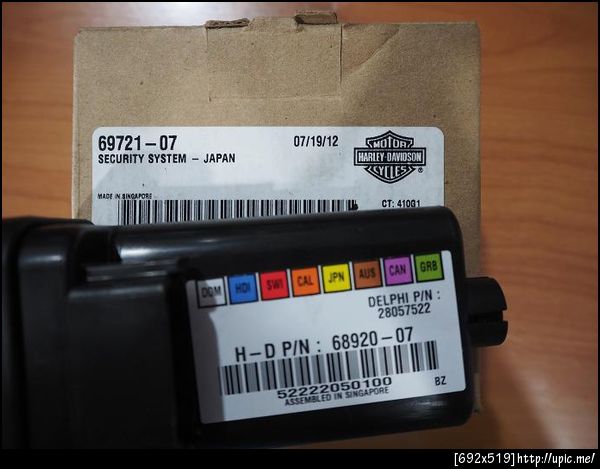 69721-07
07/19/12
SECURITY SYSTEM - JAPAN
MOTOR
HARLEY-DAVIDSON
CYCLES
®
MADE IN SINGAPORE
CT: 410G1
DOM HDI SWI CAL JPN AUS CAN GRB
DELPHI P/N :
28057522
H-D P/N : 68920-07
52222050100
ASSEMBLED IN SINGAPORE
BZ
[692x519]http://upic.me/